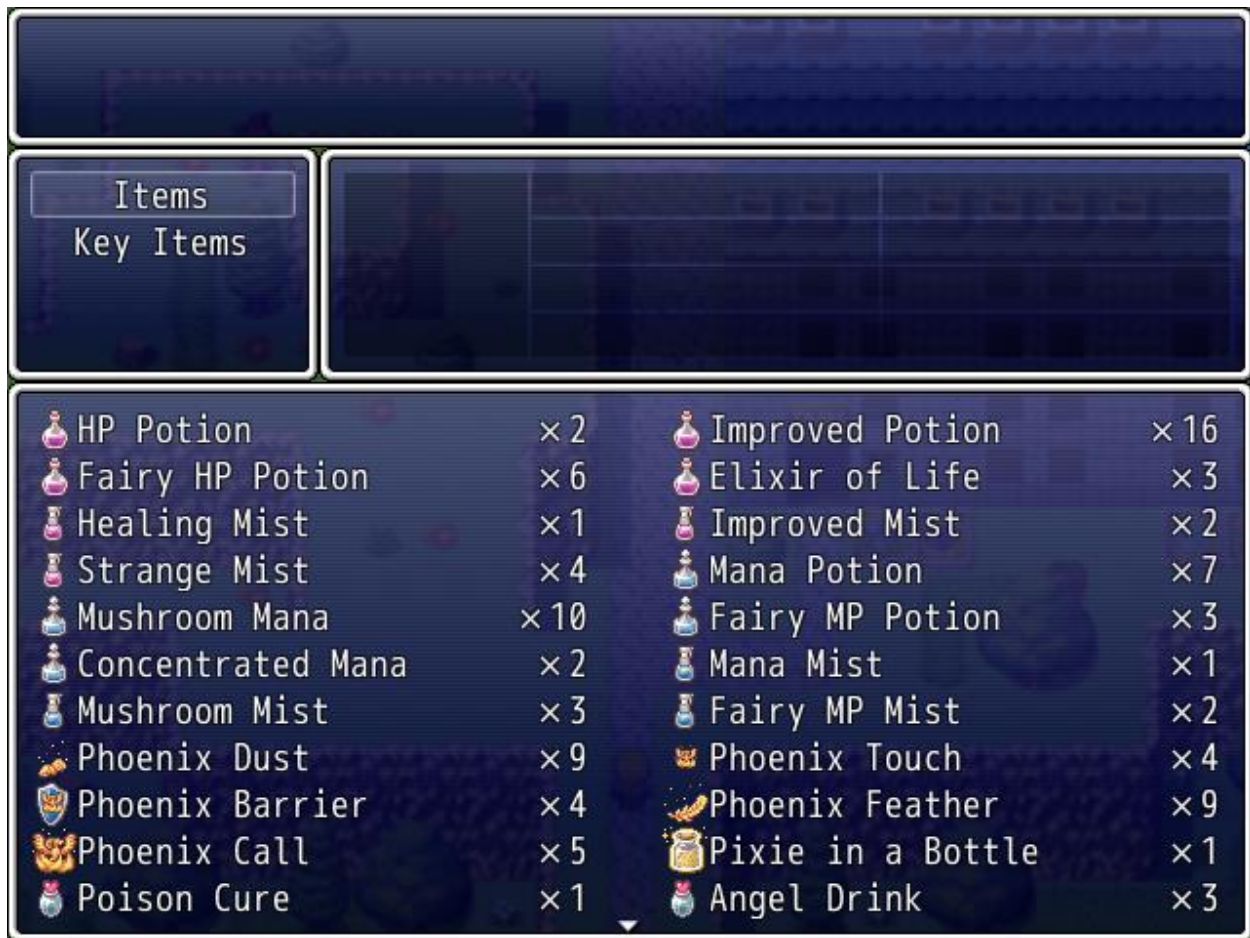 Items
Key Items
HP Potion ×2 Improved Potion ×16
Fairy HP Potion ×6 Elixir of Life ×3
Healing Mist ×1 Improved Mist ×2
Strange Mist ×4 Mana Potion ×7
Mushroom Mana ×10 Fairy MP Potion ×3
Concentrated Mana ×2 Mana Mist ×1
Mushroom Mist ×3 Fairy MP Mist ×2
Phoenix Dust ×9 Phoenix Touch ×4
Phoenix Barrier ×4 Phoenix Feather ×9
Phoenix Call ×5 Pixie in a Bottle ×1
Poison Cure ×1 Angel Drink ×3